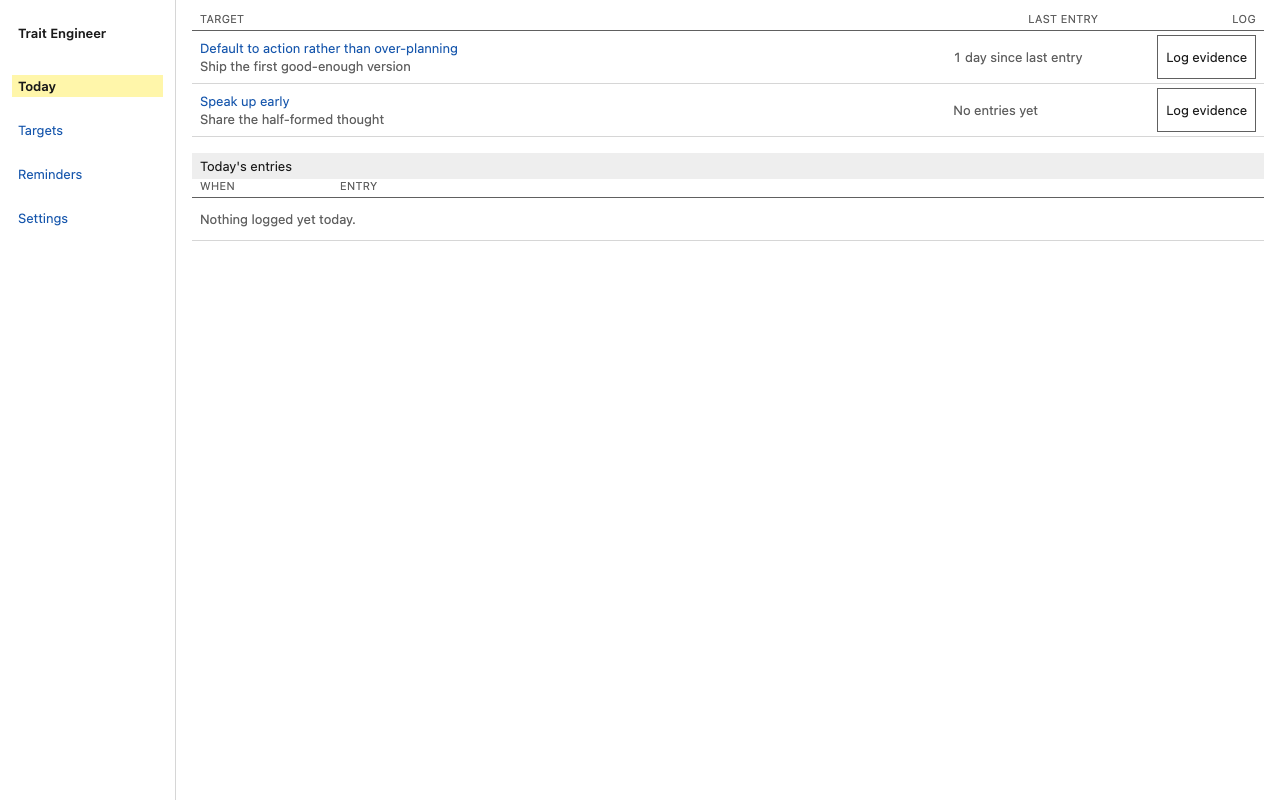 Trait Engineer
Today
Targets
Reminders
Settings
TARGET LAST ENTRY LOG
Default to action rather than over-planning
Ship the first good-enough version
1 day since last entry
Log evidence
Speak up early
Share the half-formed thought
No entries yet
Log evidence
Today's entries
WHEN ENTRY
Nothing logged yet today.